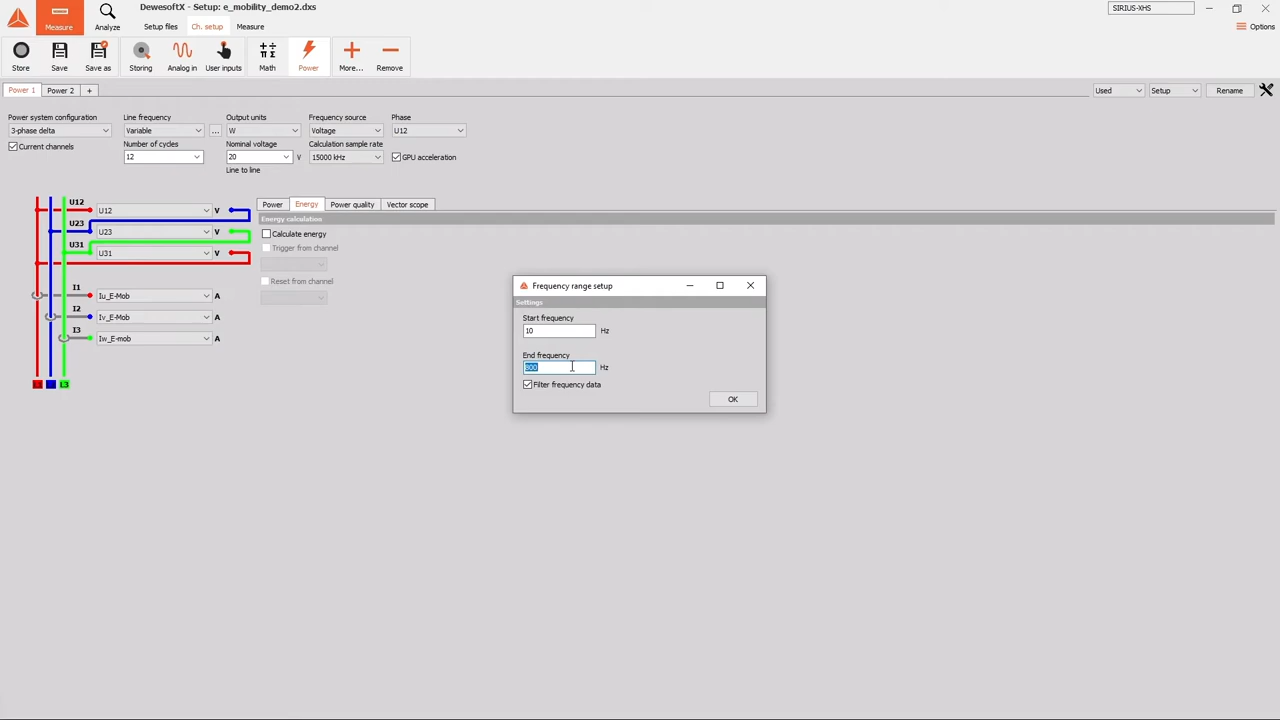 DewesoftX - Setup: e_mobility_demo2.dxs
SIRIUS-XHS
Measure
Analyze
Setup files
Ch. setup
Measure
Options
Store
Save
Save as
Storing
Analog in
User inputs
Math
Power
More...
Remove
Power 1
Power 2
+
Used
Setup
Rename
Power system configuration
Line frequency
Output units
Frequency source
Phase
3-phase delta
Variable
...
W
Voltage
U12
Current channels
Number of cycles
Nominal voltage
Calculation sample rate
12
20
V
15000 kHz
GPU acceleration
Line to line
U12
U12
V
U23
U23
V
U31
U31
V
I1
Iu_E-Mob
A
I2
Iv_E-Mob
A
I3
Iw_E-mob
A
L3
Power
Energy
Power quality
Vector scope
Energy calculation
Calculate energy
Trigger from channel
Reset from channel
Frequency range setup
Settings
Start frequency
10
Hz
End frequency
800
Hz
Filter frequency data
OK